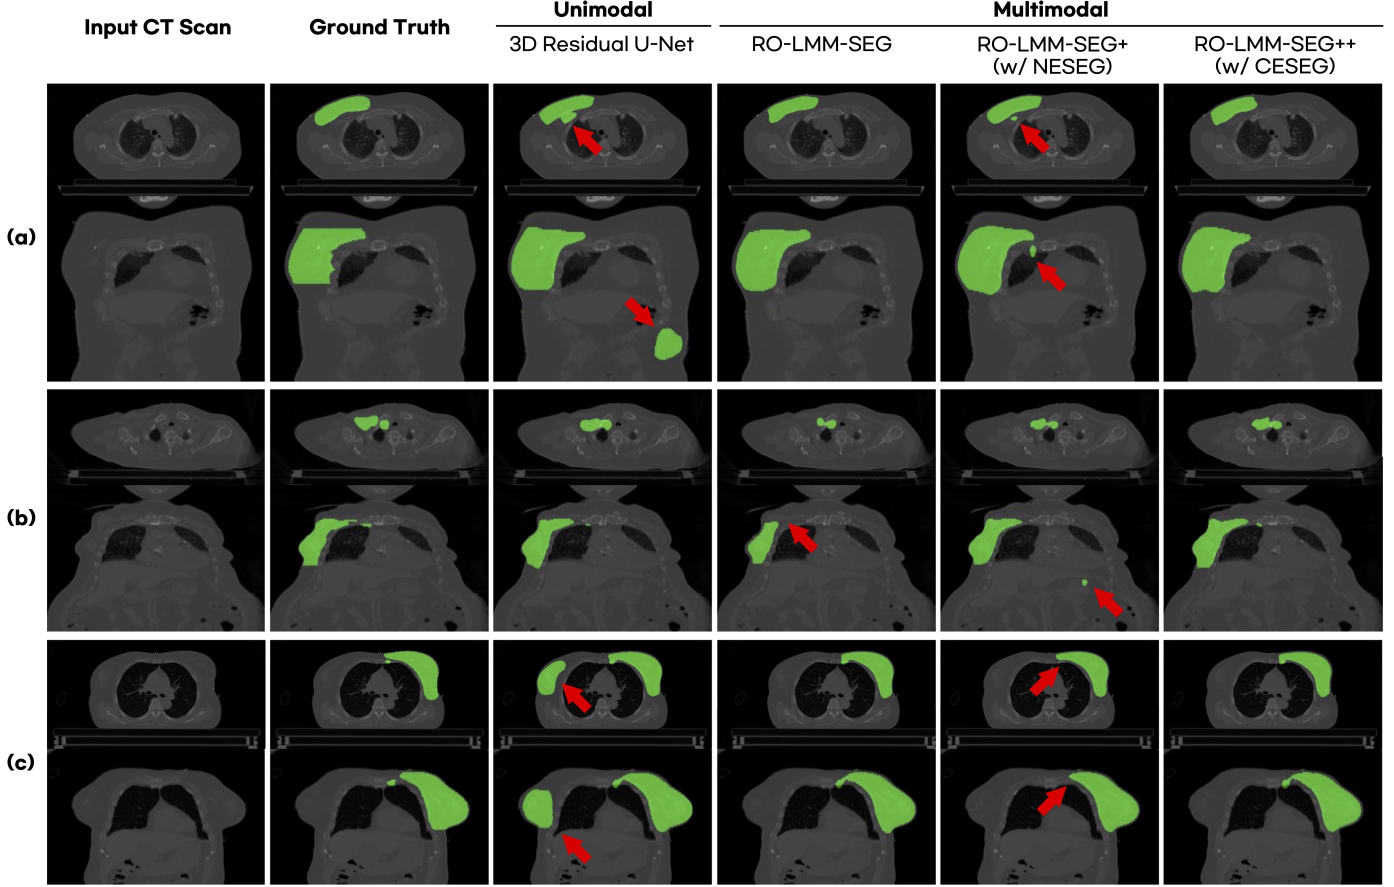 Unimodal
Multimodal
Input CT Scan
Ground Truth
3D Residual U-Net
RO-LMM-SEG
RO-LMM-SEG+
(w/ NESEG)
RO-LMM-SEG++
(w/ CESEG)
(a)
(b)
(c)